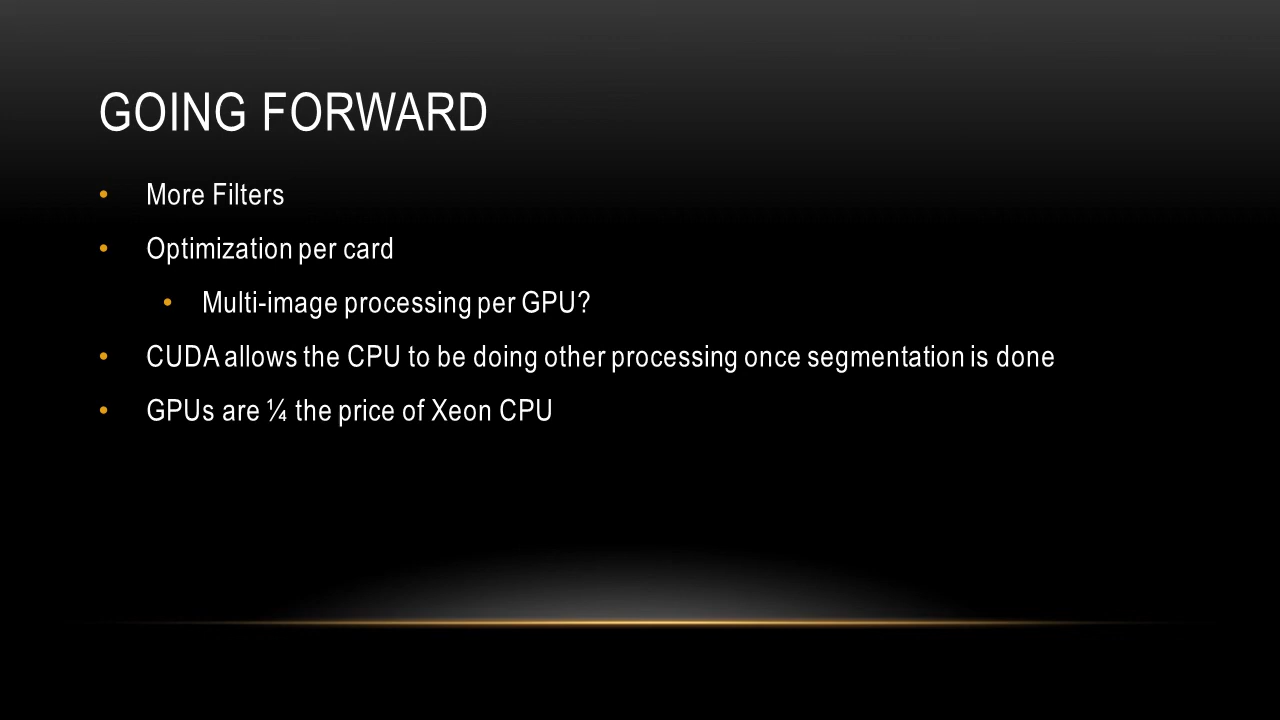 GOING FORWARD
• More Filters
• Optimization per card
• Multi-image processing per GPU?
• CUDA allows the CPU to be doing other processing once segmentation is done
• GPUs are ¼ the price of Xeon CPU